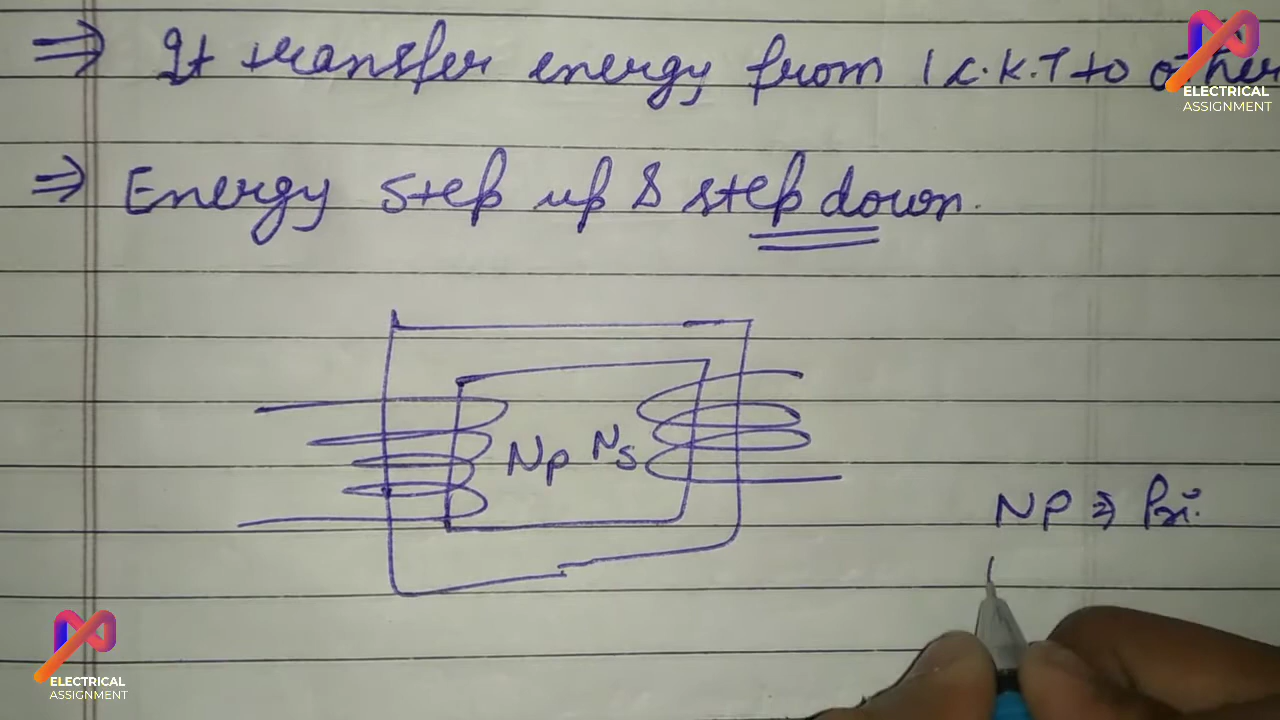 ⇒ It transfer energy from 1 c.k.T to other
ELECTRICAL
ASSIGNMENT
⇒ Energy step up & step down.
NP NS
NP ⇒ Pri.
ELECTRICAL
ASSIGNMENT